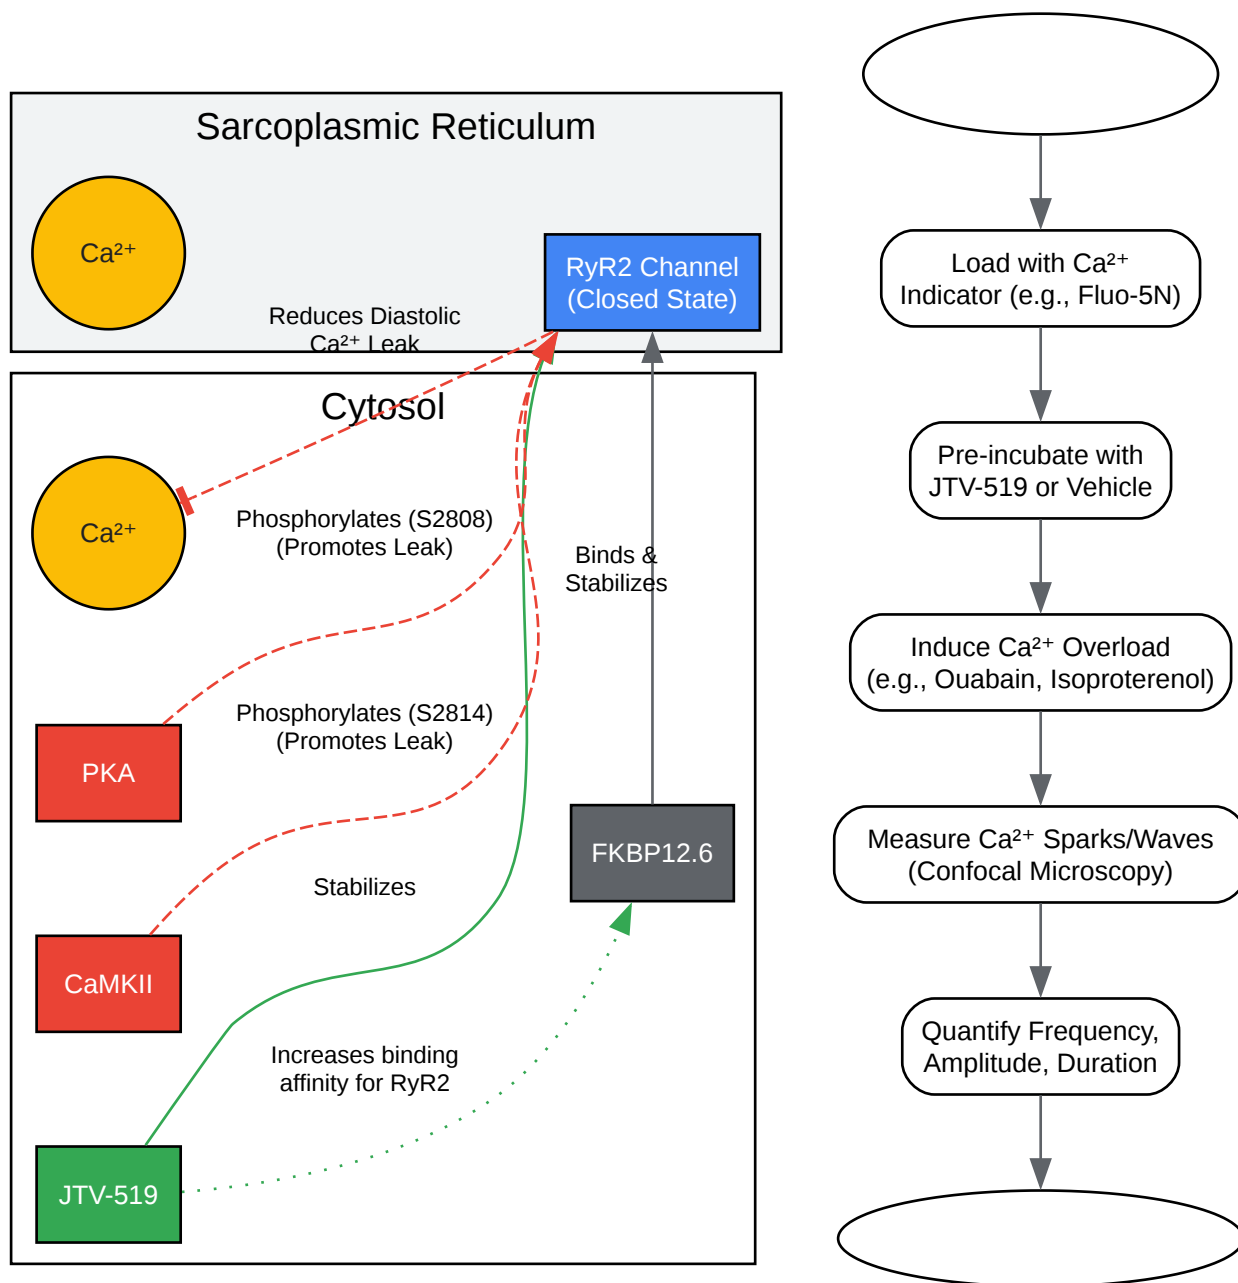 Sarcoplasmic Reticulum
Ca²⁺
RyR2 Channel
(Closed State)
Reduces Diastolic
Ca²⁺ Leak
Cytosol
Ca²⁺
Phosphorylates (S2808)
(Promotes Leak)
Binds &
Stabilizes
PKA
Phosphorylates (S2814)
(Promotes Leak)
FKBP12.6
Stabilizes
CaMKII
Increases binding
affinity for RyR2
JTV-519
Load with Ca²⁺
Indicator (e.g., Fluo-5N)
Pre-incubate with
JTV-519 or Vehicle
Induce Ca²⁺ Overload
(e.g., Ouabain, Isoproterenol)
Measure Ca²⁺ Sparks/Waves
(Confocal Microscopy)
Quantify Frequency,
Amplitude, Duration